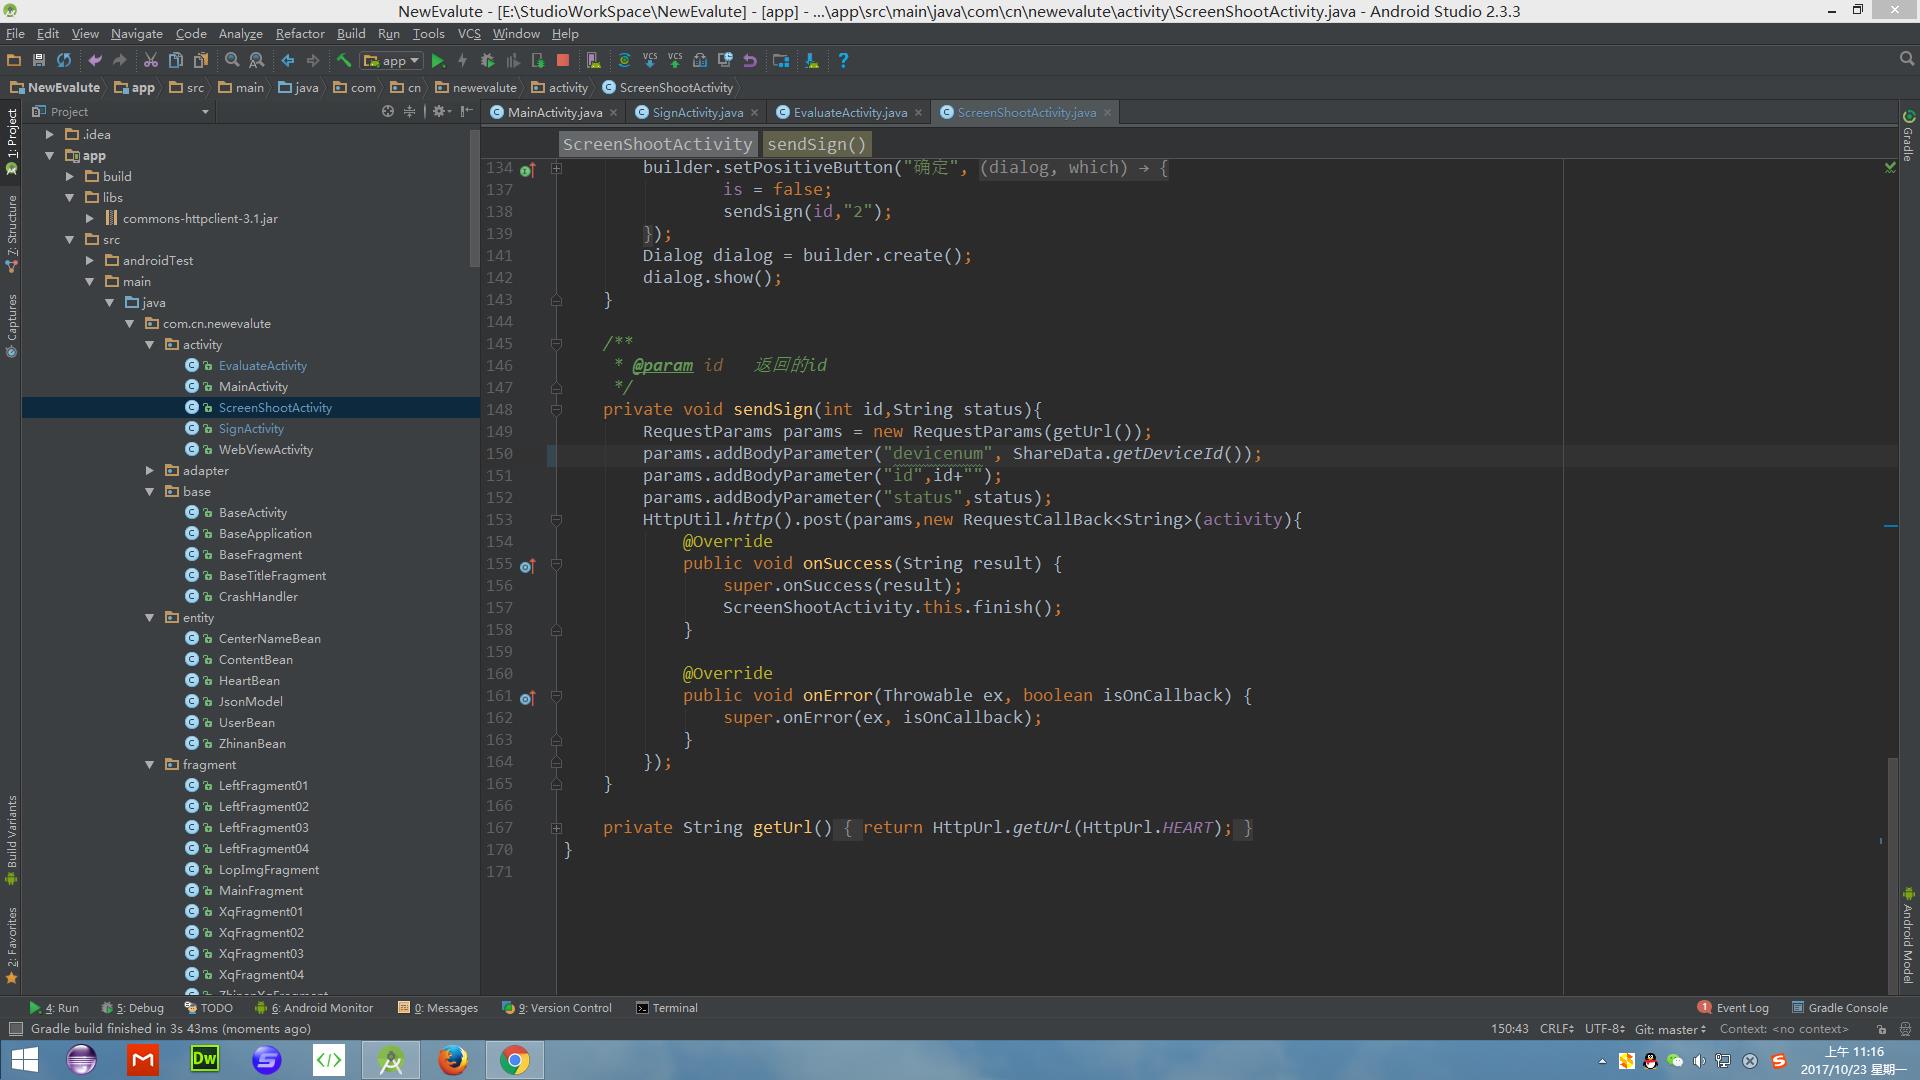 NewEvalute - [E:\StudioWorkSpace\NewEvalute] - [app] - ...\app\src\main\java\com\cn\newevalute\activity\ScreenShootActivity.java - Android Studio 2.3.3
File Edit View Navigate Code Analyze Refactor Build Run Tools VCS Window Help
app
VCS VCS
NewEvalute app src main java com cn newevalute activity ScreenShootActivity
Project
MainActivity.java SignActivity.java EvaluateActivity.java ScreenShootActivity.java
ScreenShootActivity sendSign()
1: Project
7: Structure
Captures
Build Variants
2: Favorites
.idea
app
build
libs
commons-httpclient-3.1.jar
src
androidTest
main
java
com.cn.newevalute
activity
EvaluateActivity
MainActivity
ScreenShootActivity
SignActivity
WebViewActivity
adapter
base
BaseActivity
BaseApplication
BaseFragment
BaseTitleFragment
CrashHandler
entity
CenterNameBean
ContentBean
HeartBean
JsonModel
UserBean
ZhinanBean
fragment
LeftFragment01
LeftFragment02
LeftFragment03
LeftFragment04
LopImgFragment
MainFragment
XqFragment01
XqFragment02
XqFragment03
XqFragment04
134 builder.setPositiveButton("确定", (dialog, which) → {
137 is = false;
138 sendSign(id,"2");
139 });
141 Dialog dialog = builder.create();
142 dialog.show();
143 }
144
145 /**
146 * @param id 返回的id
147 */
148 private void sendSign(int id,String status){
149 RequestParams params = new RequestParams(getUrl());
150 params.addBodyParameter("devicenum", ShareData.getDeviceId());
151 params.addBodyParameter("id",id+"");
152 params.addBodyParameter("status",status);
153 HttpUtil.http().post(params,new RequestCallBack<String>(activity){
154 @Override
155 public void onSuccess(String result) {
156 super.onSuccess(result);
157 ScreenShootActivity.this.finish();
158 }
159
160 @Override
161 public void onError(Throwable ex, boolean isOnCallback) {
162 super.onError(ex, isOnCallback);
163 }
164 });
165 }
166
167 private String getUrl() { return HttpUrl.getUrl(HttpUrl.HEART); }
170 }
171
Gradle
Android Model
4: Run 5: Debug TODO 6: Android Monitor 0: Messages 9: Version Control Terminal 1 Event Log Gradle Console
Gradle build finished in 3s 43ms (moments ago) 150:43 CRLF UTF-8 Git: master Context: <no context>
Dw
上午 11:16
2017/10/23 星期一